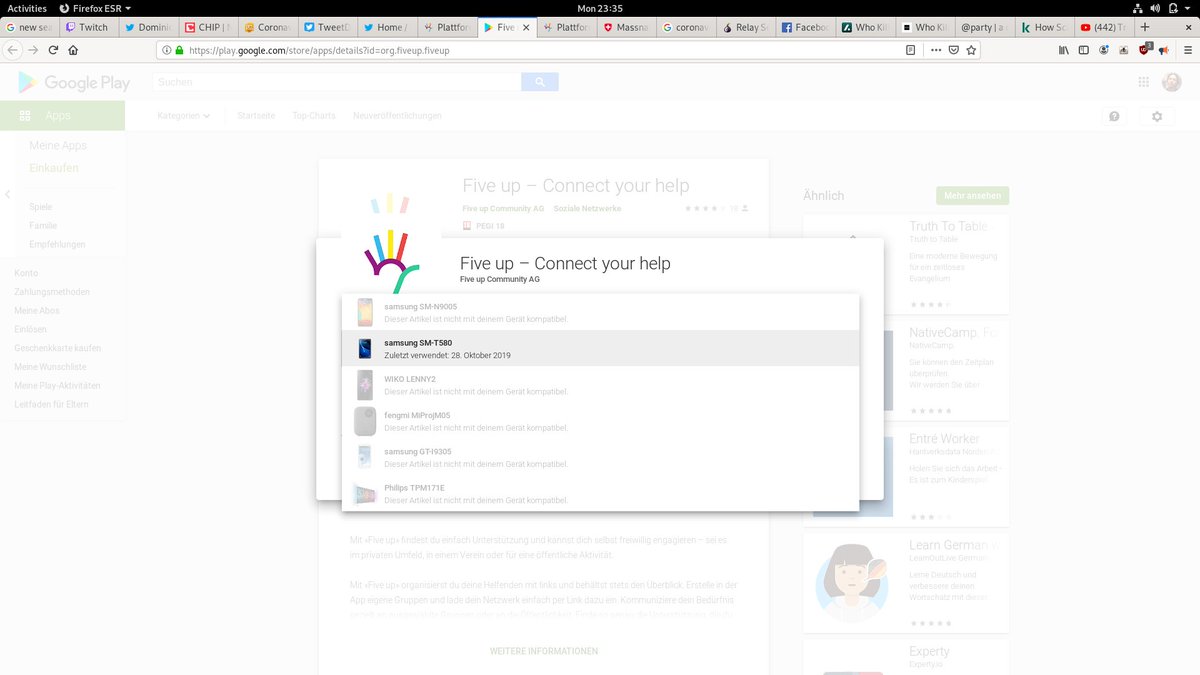 Activities
Firefox ESR
Mon 23:35
new sea
Twitch
Dominic
CHIP | N
Coronav
TweetD
Home /
Plattfor
Five
Plattfor
Massna
coronav
Relay S
Facebo
Who Kil
Who Kil
@party | a
How Sc
(442) Tr
https://play.google.com/store/apps/details?id=org.fiveup.fiveup
Google Play
Suchen
Apps
Kategorien
Startseite
Top-Charts
Neuveröffentlichungen
Meine Apps
Einkaufen
Spiele
Familie
Empfehlungen
Konto
Zahlungsmethoden
Meine Abos
Einlösen
Geschenkkarte kaufen
Meine Wunschliste
Meine Play-Aktivitäten
Leitfaden für Eltern
Five up – Connect your help
Five up Community AG Soziale Netzwerke
Five up – Connect your help
Five up Community AG
samsung SM-N9005
Dieser Artikel ist nicht mit deinem Gerät kompatibel.
samsung SM-T580
Zuletzt verwendet: 28. Oktober 2019
WIKO LENNY2
Dieser Artikel ist nicht mit deinem Gerät kompatibel.
fengmi MiProjM05
Dieser Artikel ist nicht mit deinem Gerät kompatibel.
samsung GT-I9305
Dieser Artikel ist nicht mit deinem Gerät kompatibel.
Philips TPM171E
Dieser Artikel ist nicht mit deinem Gerät kompatibel.
Mit «Five up» findest du einfach Unterstützung und kannst dich selbst freiwillig engagieren – sei es
im privaten Umfeld, in einem Verein oder für eine öffentliche Aktivität.
Mit «Five up» organisierst du deine Helfenden mit links und behältst stets den Überblick: Erstelle in der
App eigene Gruppen und lade dein Netzwerk einfach per Link dazu ein. Kommuniziere dein Bedürfnis
WEITERE INFORMATIONEN
Ähnlich
Mehr ansehen
Truth To Table
Truth to Table
Eine moderne Bewegung
für ein zeitloses
Evangelium
NativeCamp. Fo
NativeCamp.
Sie können den Zeitplan
überprüfen.
Wir werden Sie über
Entré Worker
Holen Sie sich das Arbeit -
Es ist zum Kinderspiel
Learn German w
LearnOutLive German
Lerne Deutsch und
verbessere deinen
Wortschatz mit diesen
Experty
Experty.io